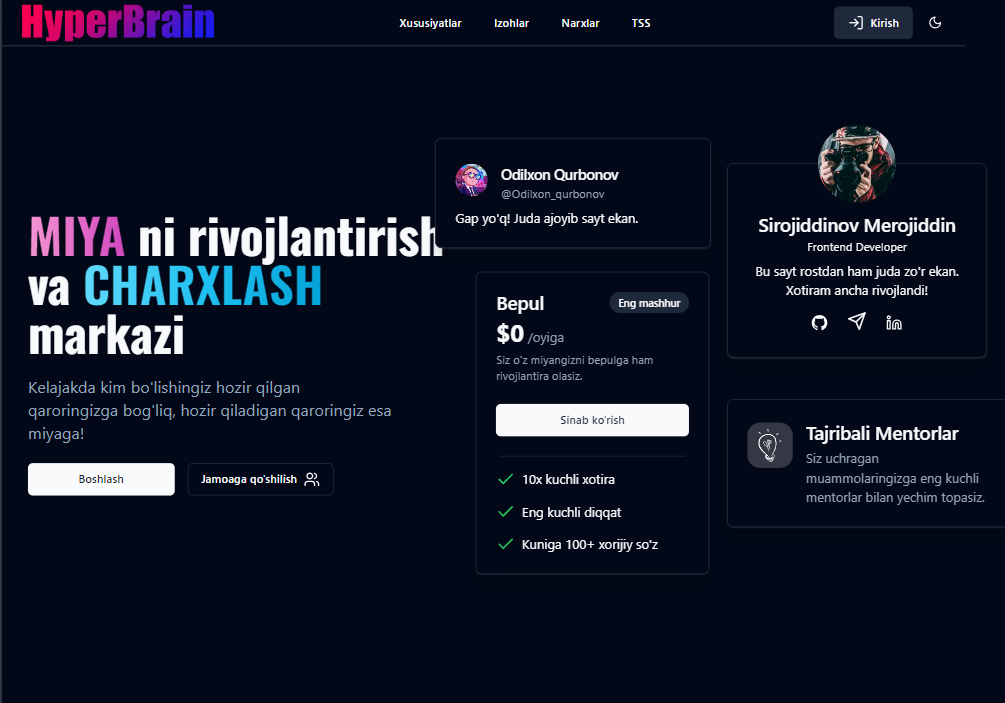 HyperBrain
Xususiyatlar
Izohlar
Narxlar
TSS
Kirish
MIYA ni rivojlantirish
va CHARXLASH
markazi
Kelajakda kim bo'lishingiz hozir qilgan
qaroringizga bog'liq, hozir qiladigan qaroringiz esa
miyaga!
Boshlash
Jamoaga qo'shilish
Odilxon Qurbonov
@Odilxon_qurbonov
Gap yo'q! Juda ajoyib sayt ekan.
Bepul
Eng mashhur
$0 /oyiga
Siz o'z miyangizni bepulga ham
rivojlantira olasiz.
Sinab ko'rish
10x kuchli xotira
Eng kuchli diqqat
Kuniga 100+ xorijiy so'z
Sirojiddinov Merojiddin
Frontend Developer
Bu sayt rostdan ham juda zo'r ekan.
Xotiram ancha rivojlandi!
Tajribali Mentorlar
Siz uchragan
muammolaringizga eng kuchli
mentorlar bilan yechim topasiz.